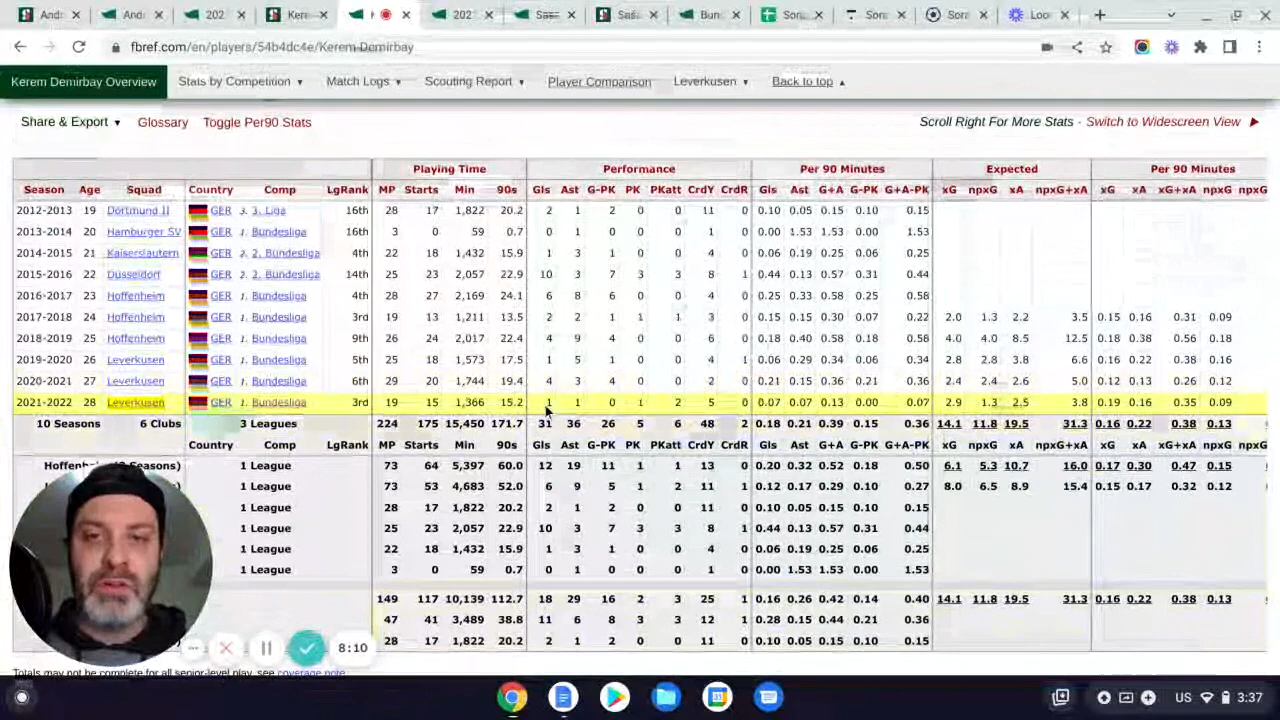 Andr
Andr
202
Kere
202
Sass
Saša
Bun
Sora
Sora
Sora
Loo
fbref.com/en/players/54b4dc4e/Kerem-Demirbay
Kerem Demirbay Overview Stats by Competition ▼ Match Logs ▼ Scouting Report ▼ Player Comparison Leverkusen ▼ Back to top ▲
Share & Export ▼ Glossary Toggle Per90 Stats Scroll Right For More Stats · Switch to Widescreen View ▶
Playing Time Performance Per 90 Minutes Expected Per 90 Minutes
Season Age Squad Country Comp LgRank MP Starts Min 90s Gls Ast G-PK PK PKatt CrdY CrdR Gls Ast G+A G-PK G+A-PK xG npxG xA npxG+xA xG xA xG+xA npxG npxG
2012-2013 19 Dortmund II GER 3. 3. Liga 16th 28 17 1,822 20.2 2 1 2 0 0 11 0 0.10 0.05 0.15 0.10 0.15
2013-2014 20 Hamburger SV GER 1. Bundesliga 16th 3 0 59 0.7 0 1 0 0 0 1 0 0.00 1.53 1.53 0.00 1.53
2014-2015 21 Kaiserslautern GER 2. 2. Bundesliga 4th 22 18 1,432 15.9 1 3 1 0 0 4 0 0.06 0.19 0.25 0.06 0.25
2015-2016 22 Düsseldorf GER 2. 2. Bundesliga 14th 25 23 2,057 22.9 10 3 7 3 3 8 1 0.44 0.13 0.57 0.31 0.44
2016-2017 23 Hoffenheim GER 1. Bundesliga 4th 28 27 2,169 24.1 6 8 6 0 0 4 0 0.25 0.33 0.58 0.25 0.58
2017-2018 24 Hoffenheim GER 1. Bundesliga 3rd 19 13 1,211 13.5 2 2 1 1 1 3 0 0.15 0.15 0.30 0.07 0.22 2.0 1.3 2.2 3.5 0.15 0.16 0.31 0.09
2018-2019 25 Hoffenheim GER 1. Bundesliga 9th 26 24 2,017 22.4 4 9 4 0 0 6 0 0.18 0.40 0.58 0.18 0.58 4.0 4.0 8.5 12.5 0.18 0.38 0.56 0.18
2019-2020 26 Leverkusen GER 1. Bundesliga 5th 25 18 1,573 17.5 1 5 1 0 0 4 1 0.06 0.29 0.34 0.06 0.34 2.8 2.8 3.8 6.6 0.16 0.22 0.38 0.16
2020-2021 27 Leverkusen GER 1. Bundesliga 6th 29 20 1,744 19.4 4 3 4 0 0 2 0 0.21 0.15 0.36 0.21 0.36 2.4 2.4 2.6 5.0 0.12 0.13 0.26 0.12
2021-2022 28 Leverkusen GER 1. Bundesliga 3rd 19 15 1,366 15.2 1 1 0 1 2 5 0 0.07 0.07 0.13 0.00 0.07 2.9 1.3 2.5 3.8 0.19 0.16 0.35 0.09
10 Seasons 6 Clubs 3 Leagues 224 175 15,450 171.7 31 36 26 5 6 48 2 0.18 0.21 0.39 0.15 0.36 14.1 11.8 19.5 31.3 0.16 0.22 0.38 0.13
Country Comp LgRank MP Starts Min 90s Gls Ast G-PK PK PKatt CrdY CrdR Gls Ast G+A G-PK G+A-PK xG npxG xA npxG+xA xG xA xG+xA npxG npxG
Seasons) 1 League 73 64 5,397 60.0 12 19 11 1 1 13 0 0.20 0.32 0.52 0.18 0.50 6.1 5.3 10.7 16.0 0.17 0.30 0.47 0.15
1 League 73 53 4,683 52.0 6 9 5 1 2 11 1 0.12 0.17 0.29 0.10 0.27 8.0 6.5 8.9 15.4 0.15 0.17 0.32 0.12
1 League 28 17 1,822 20.2 2 1 2 0 0 11 0 0.10 0.05 0.15 0.10 0.15
1 League 25 23 2,057 22.9 10 3 7 3 3 8 1 0.44 0.13 0.57 0.31 0.44
1 League 22 18 1,432 15.9 1 3 1 0 0 4 0 0.06 0.19 0.25 0.06 0.25
1 League 3 0 59 0.7 0 1 0 0 0 1 0 0.00 1.53 1.53 0.00 1.53
149 117 10,139 112.7 18 29 16 2 3 25 1 0.16 0.26 0.42 0.14 0.40 14.1 11.8 19.5 31.3 0.16 0.22 0.38 0.13
47 41 3,489 38.8 11 6 8 3 3 12 1 0.28 0.15 0.44 0.21 0.36
28 17 1,822 20.2 2 1 2 0 0 11 0 0.10 0.05 0.15 0.10 0.15
8:10
Totals may not be complete for all senior-level play, see coverage note.
US 3:37